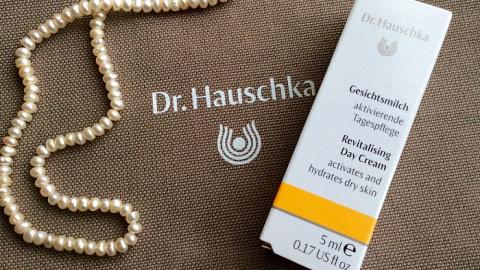 Dr. Hauschka
Dr. Hauschka
Gesichtsmilch
aktivierende
Tagespflege
Revitalising
Day Cream
activates and
hydrates dry skin
5 ml ℮
0.17 US fl oz